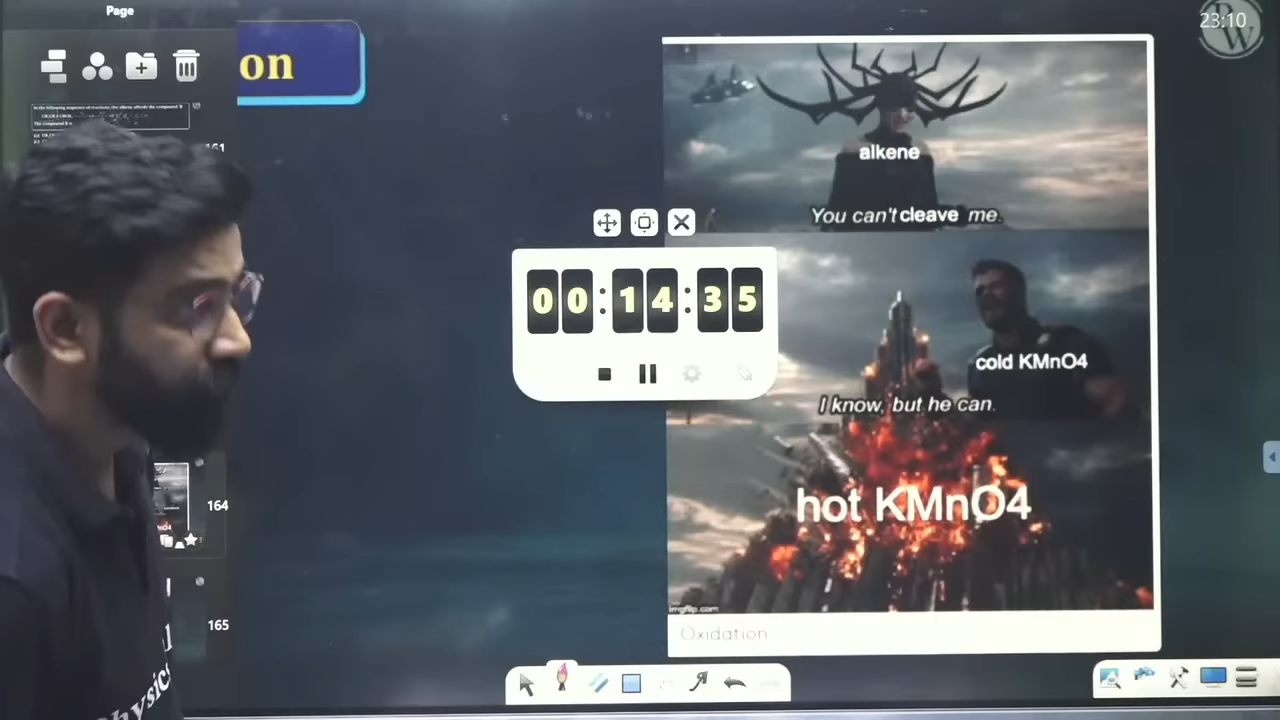 Page
23:10
PW
on
161
alkene
You can't cleave me.
00:14:35
cold KMnO4
I know, but he can.
hot KMnO4
164
imgflip.com
165
Oxidation